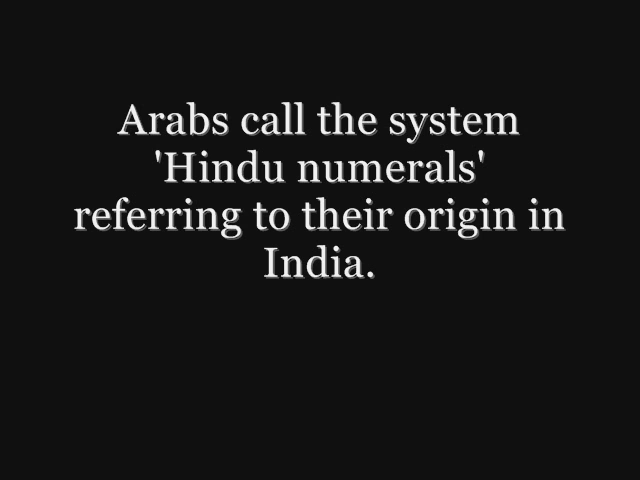 Arabs call the system
'Hindu numerals'
referring to their origin in
India.